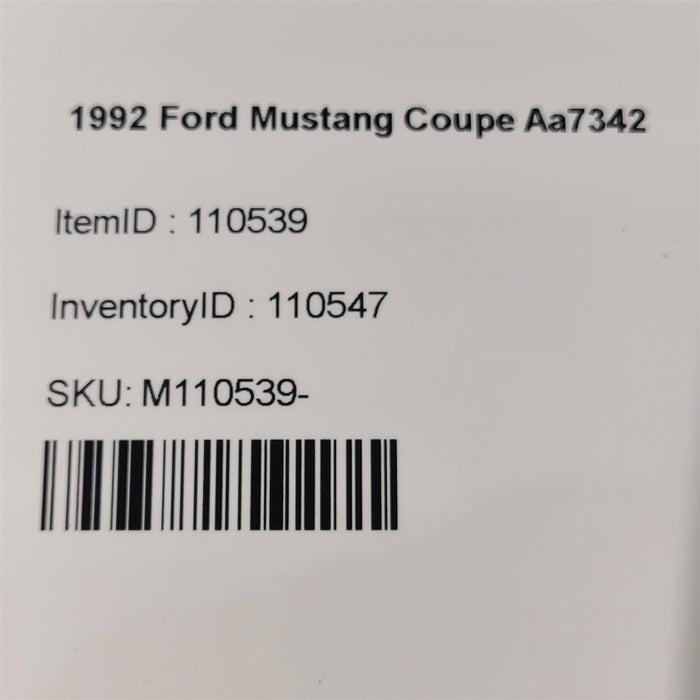 1992 Ford Mustang Coupe Aa7342
ItemID : 110539
InventoryID : 110547
SKU: M110539-